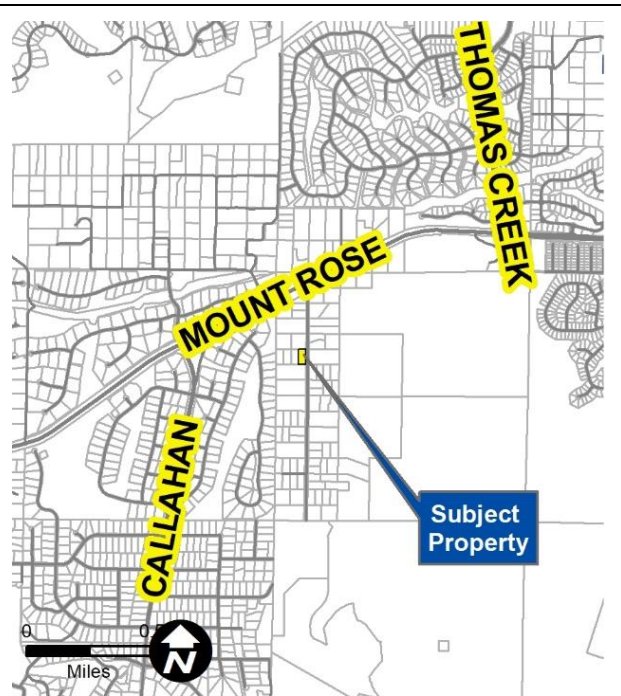 THOMAS CREEK
MOUNT ROSE
CALLAHAN
Subject
Property
0
Miles
N